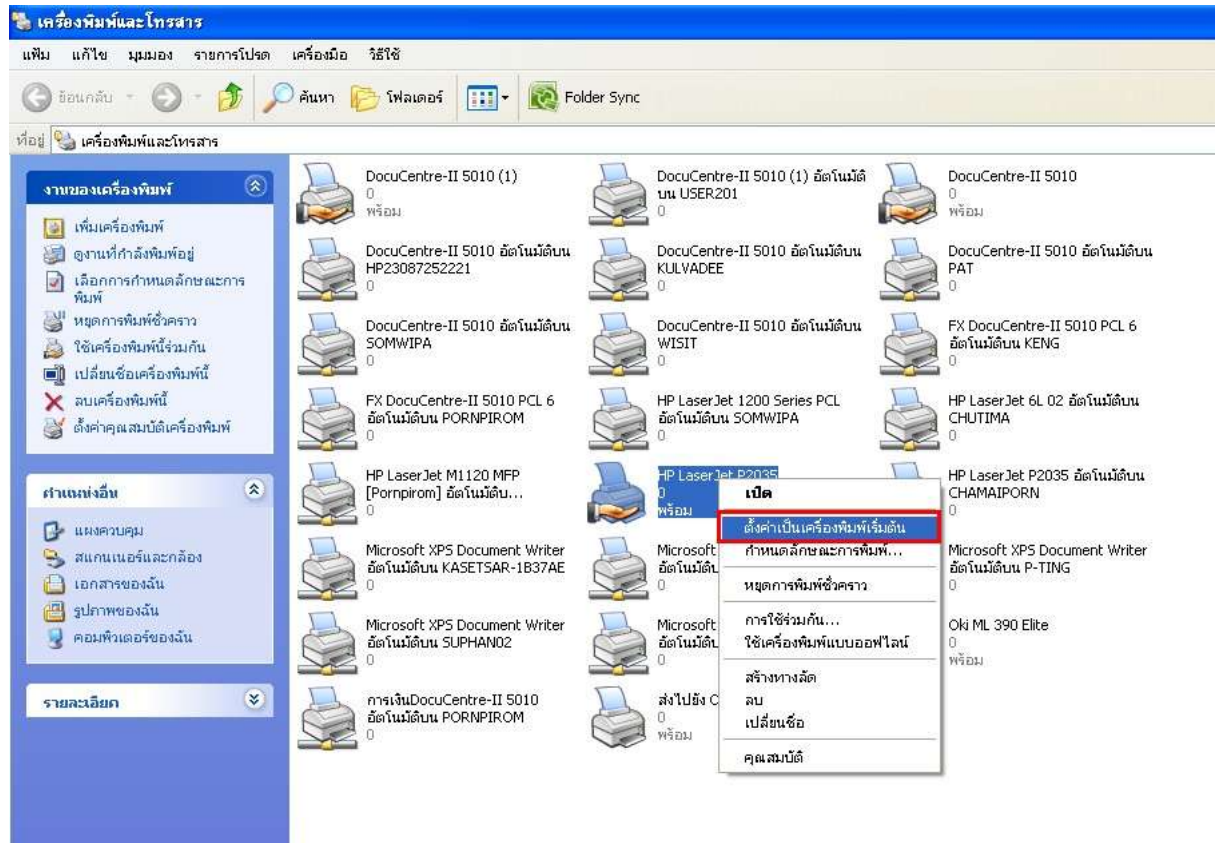 เครื่องพิมพ์และโทรสาร
แฟ้ม แก้ไข มุมมอง รายการโปรด เครื่องมือ วิธีใช้
ย้อนกลับ ค้นหา โฟลเดอร์ Folder Sync
ที่อยู่ เครื่องพิมพ์และโทรสาร
งานของเครื่องพิมพ์
เพิ่มเครื่องพิมพ์
ดูงานที่กำลังพิมพ์อยู่
เลือกการกำหนดลักษณะการ
พิมพ์
หยุดการพิมพ์ชั่วคราว
ใช้เครื่องพิมพ์นี้ร่วมกัน
เปลี่ยนชื่อเครื่องพิมพ์นี้
ลบเครื่องพิมพ์นี้
ตั้งค่าคุณสมบัติเครื่องพิมพ์
ตำแหน่งอื่น
แผงควบคุม
สแกนเนอร์และกล้อง
เอกสารของฉัน
รูปภาพของฉัน
คอมพิวเตอร์ของฉัน
รายละเอียด
DocuCentre-II 5010 (1)
0
พร้อม
DocuCentre-II 5010 (1) อัตโนมัติ
บน USER201
0
DocuCentre-II 5010
0
พร้อม
DocuCentre-II 5010 อัตโนมัติบน
HP23087252221
0
DocuCentre-II 5010 อัตโนมัติบน
KULVADEE
0
DocuCentre-II 5010 อัตโนมัติบน
PAT
0
DocuCentre-II 5010 อัตโนมัติบน
SOMWIPA
0
DocuCentre-II 5010 อัตโนมัติบน
WISIT
0
FX DocuCentre-II 5010 PCL 6
อัตโนมัติบน KENG
0
FX DocuCentre-II 5010 PCL 6
อัตโนมัติบน PORNPIROM
0
HP LaserJet 1200 Series PCL
อัตโนมัติบน SOMWIPA
0
HP LaserJet 6L 02 อัตโนมัติบน
CHUTIMA
0
HP LaserJet M1120 MFP
[Pornpirom] อัตโนมัติบ...
0
HP LaserJet P2035
0
พร้อม
HP LaserJet P2035 อัตโนมัติบน
CHAMAIPORN
0
Microsoft XPS Document Writer
อัตโนมัติบน KASETSAR-1B37AE
0
Microsoft
อัตโนมัติบ
0
Microsoft XPS Document Writer
อัตโนมัติบน P-TING
0
Microsoft XPS Document Writer
อัตโนมัติบน SUPHAN02
0
Microsoft
อัตโนมัติบ
0
Oki ML 390 Elite
0
พร้อม
การเงินDocuCentre-II 5010
อัตโนมัติบน PORNPIROM
0
ส่งไปยัง O
0
พร้อม
เปิด
ตั้งค่าเป็นเครื่องพิมพ์เริ่มต้น
กำหนดลักษณะการพิมพ์...
หยุดการพิมพ์ชั่วคราว
การใช้ร่วมกัน...
ใช้เครื่องพิมพ์แบบออฟไลน์
สร้างทางลัด
ลบ
เปลี่ยนชื่อ
คุณสมบัติ